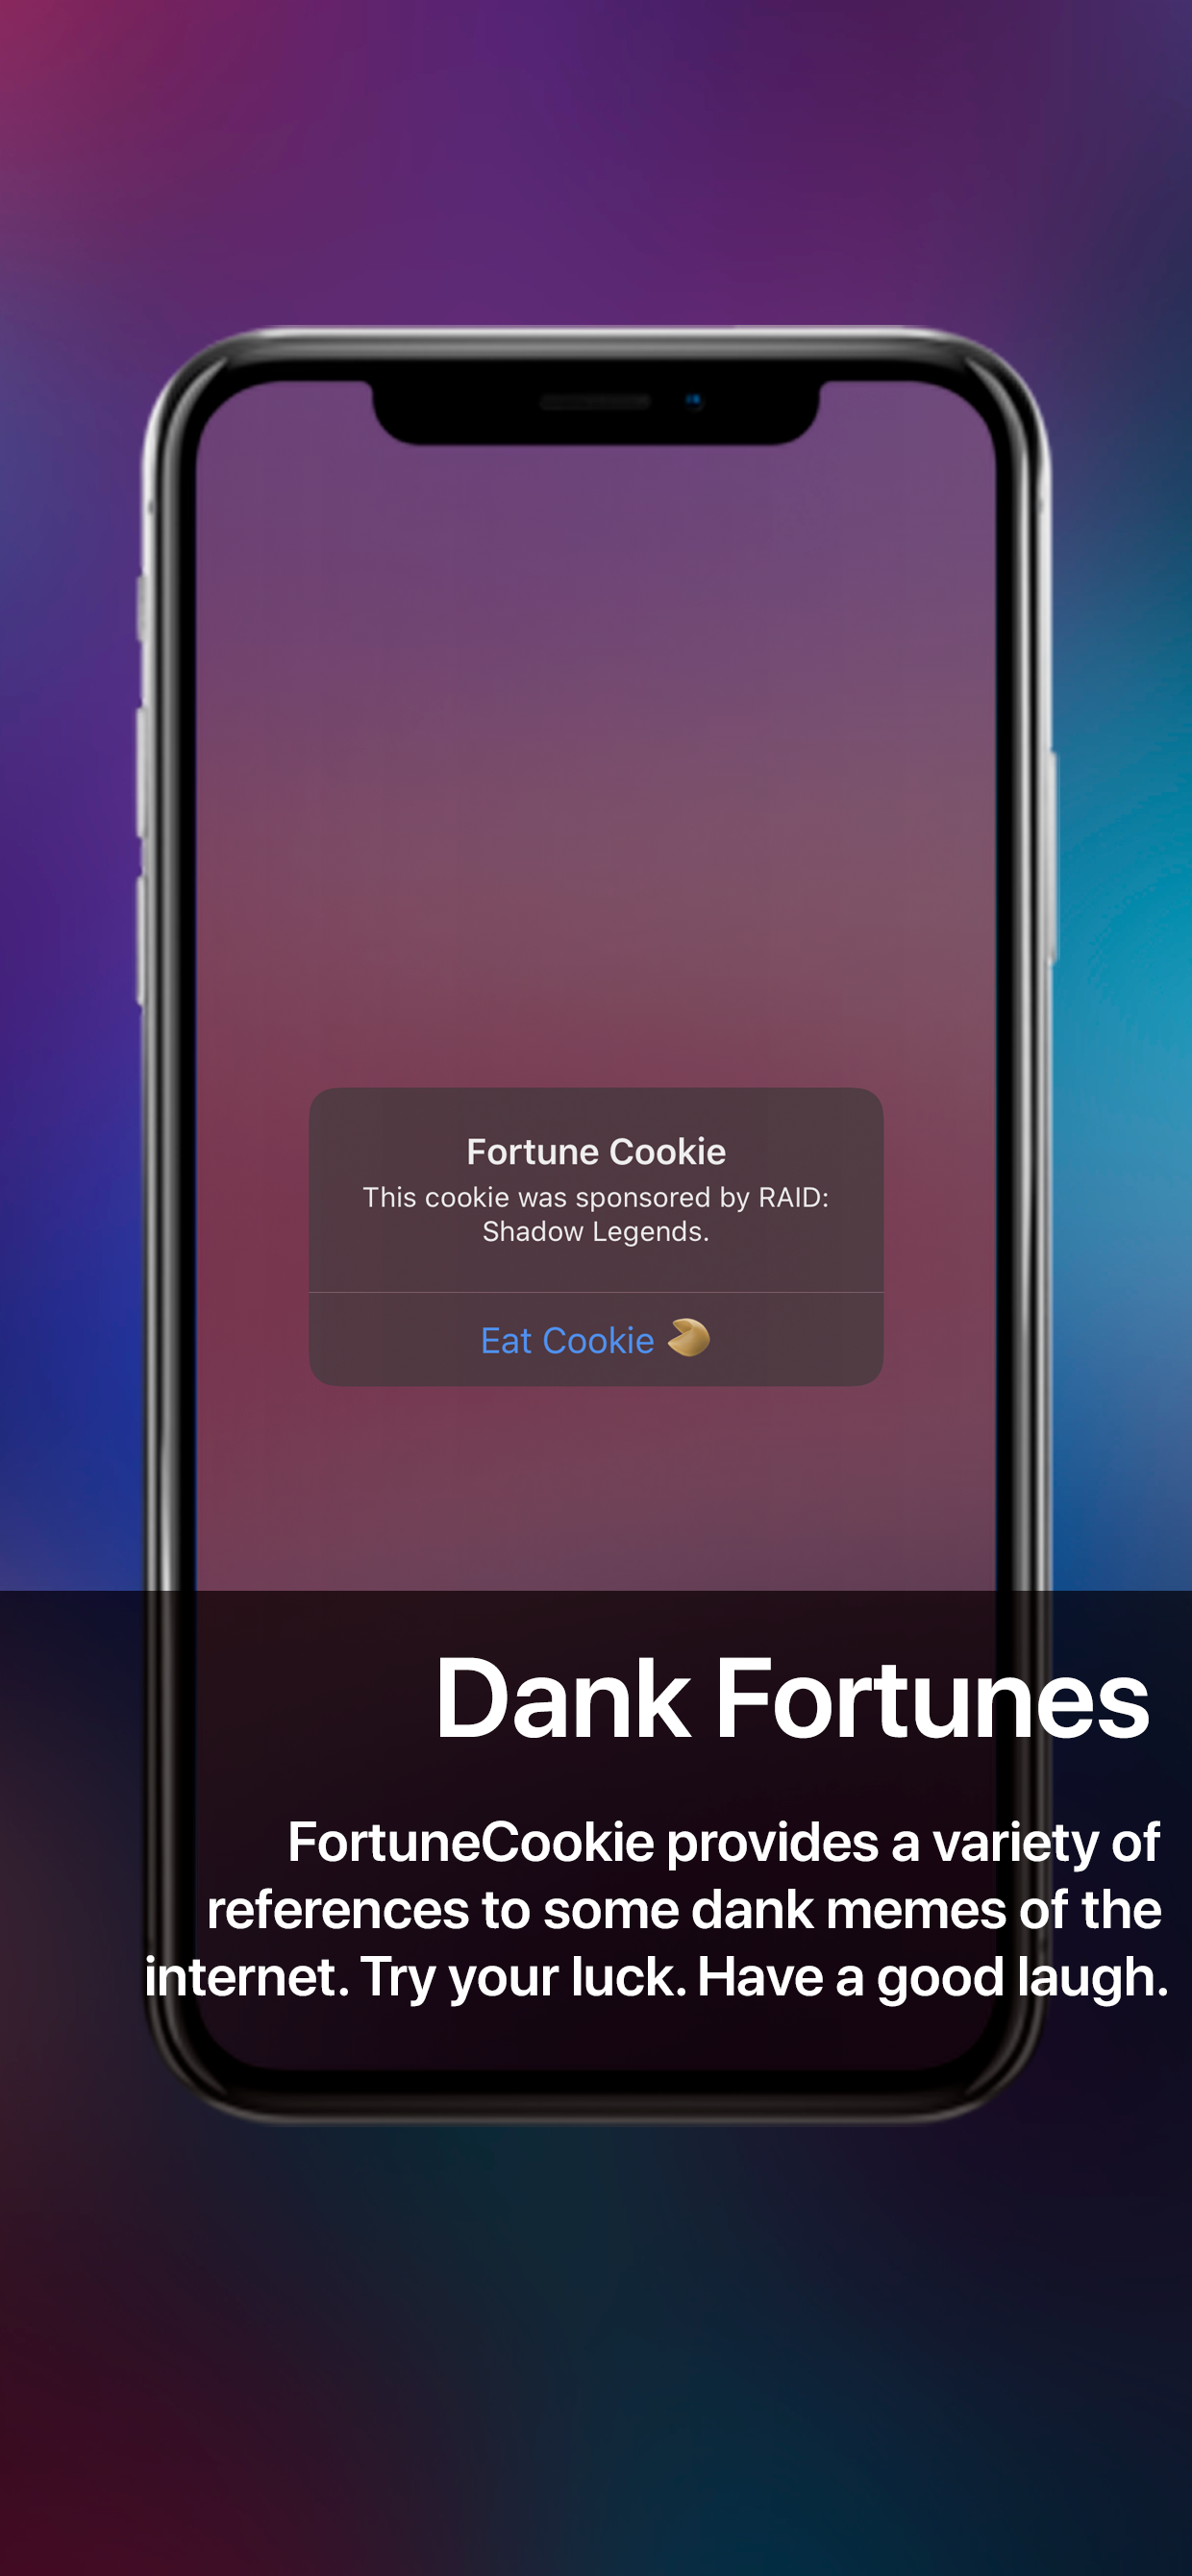 Fortune Cookie
This cookie was sponsored by RAID:
Shadow Legends.
Eat Cookie 🥠
Dank Fortunes
FortuneCookie provides a variety of
references to some dank memes of the
internet. Try your luck. Have a good laugh.